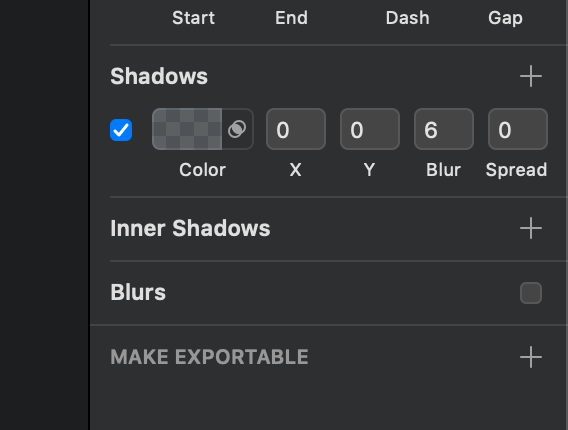 Start End Dash Gap
Shadows
0 0 6 0
Color X Y Blur Spread
Inner Shadows
Blurs
MAKE EXPORTABLE